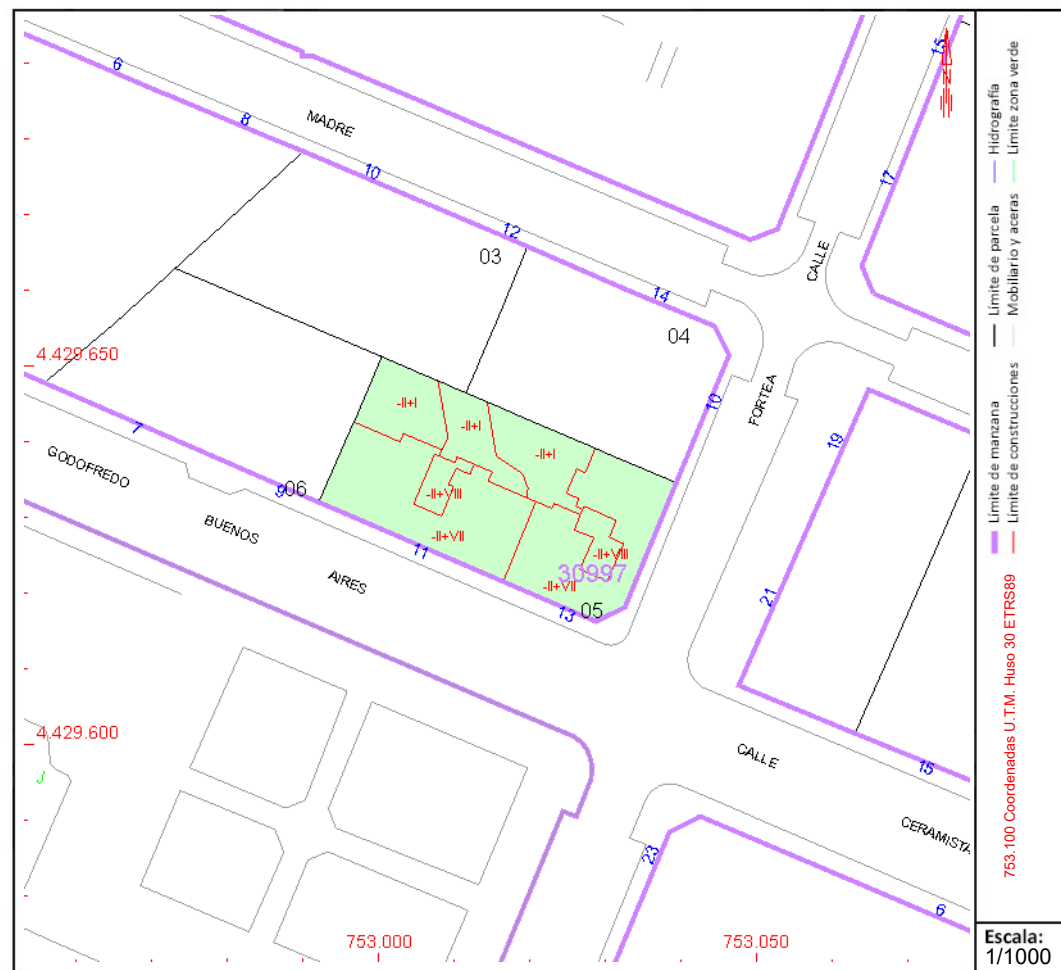 6
8
MADRE
10
12
03
14
04
CALLE
15
N
17
4.429.650
FORTEA
10
19
21
7
GODOFREDO
9
06
BUENOS
AIRES
11
-II+I
-II+I
-II+I
-II+VIII
-II+VII
-II+VIII
-II+VII
30997
05
13
4.429.600
J
CALLE
15
CERAMISTA
23
6
753.000
753.050
Hidrografía
Límite zona verde
Límite de parcela
Mobiliario y aceras
Límite de manzana
Límite de construcciones
753.100 Coordenadas U.T.M. Huso 30 ETRS89
Escala:
1/1000